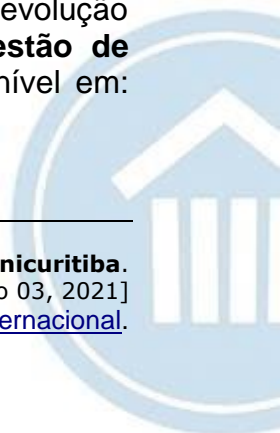 evolução
estão de
nível em:
nicuritiba.
o 03, 2021]
ernacional.